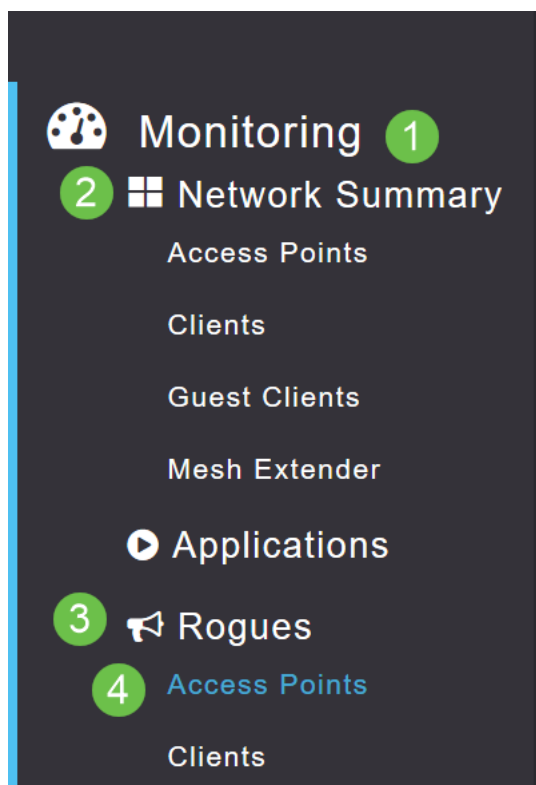 Monitoring 1
2 Network Summary
Access Points
Clients
Guest Clients
Mesh Extender
Applications
3 Rogues
4 Access Points
Clients